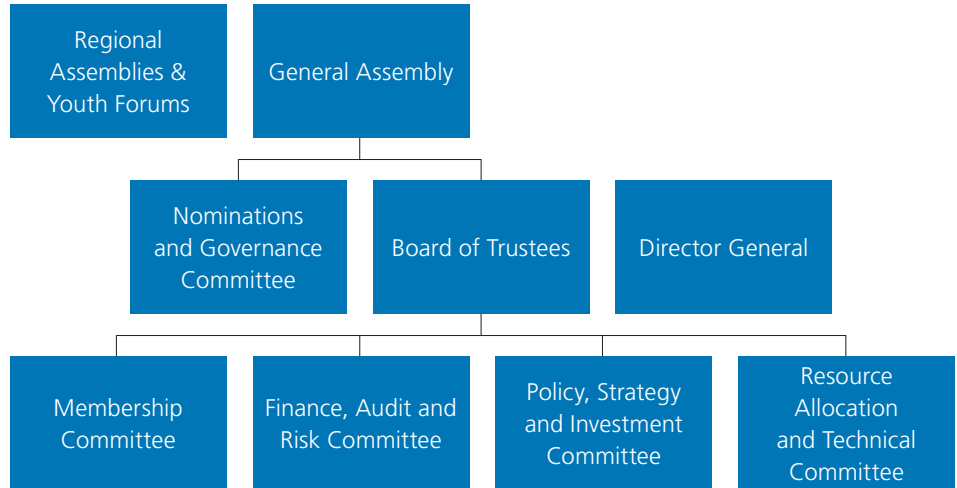 Regional
Assemblies &
Youth Forums
General Assembly
Nominations
and Governance
Committee
Board of Trustees
Director General
Membership
Committee
Finance, Audit and
Risk Committee
Policy, Strategy
and Investment
Committee
Resource
Allocation
and Technical
Committee